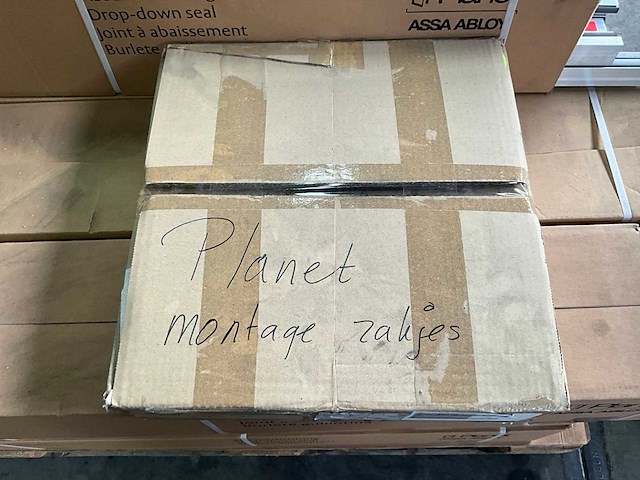 Drop-down seal
Joint à abaissement
Burlete
ASSA ABLOY
Planet
montage zakjes